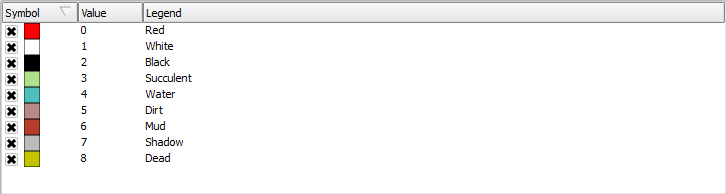 Symbol Value Legend
0 Red
1 White
2 Black
3 Succulent
4 Water
5 Dirt
6 Mud
7 Shadow
8 Dead